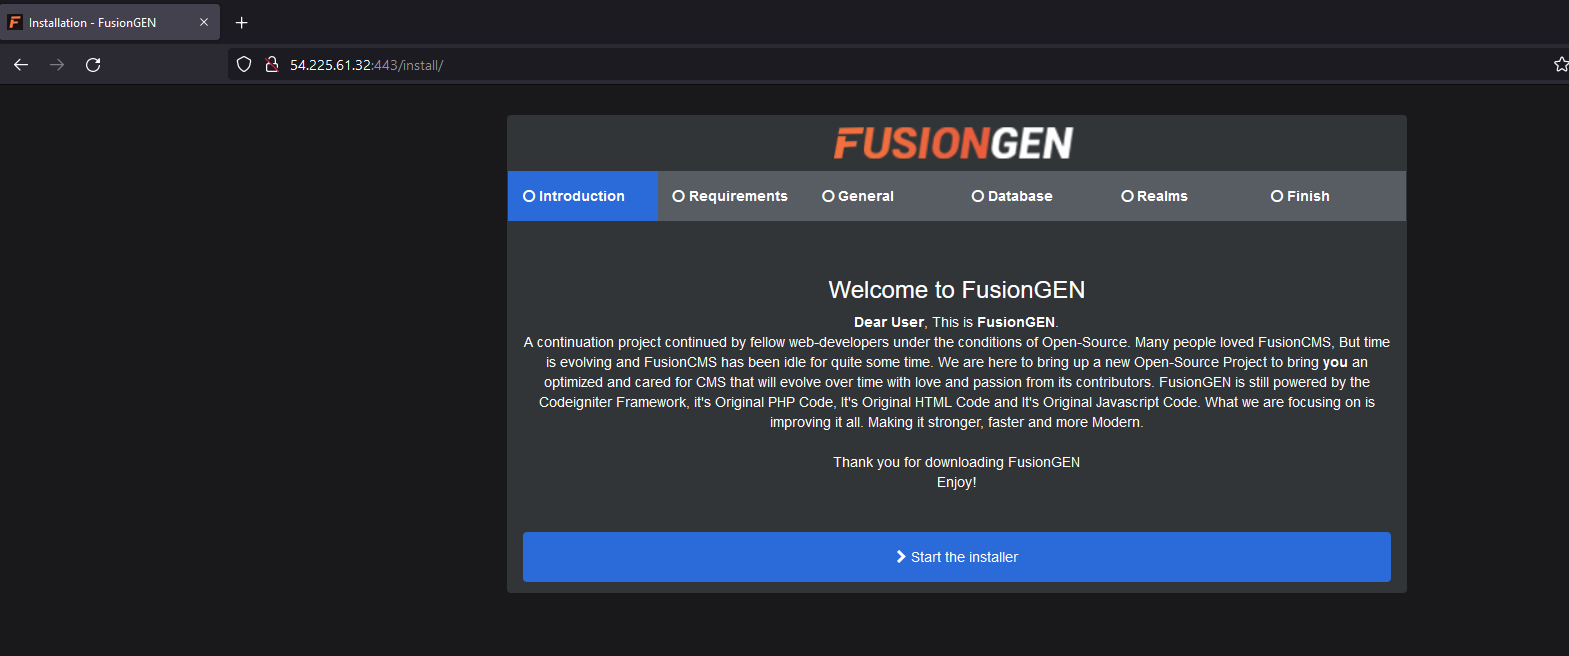 Installation - FusionGEN
54.225.61.32:443/install/
FUSIONGEN
Introduction Requirements General Database Realms Finish
Welcome to FusionGEN
Dear User, This is FusionGEN.
A continuation project continued by fellow web-developers under the conditions of Open-Source. Many people loved FusionCMS, But time
is evolving and FusionCMS has been idle for quite some time. We are here to bring up a new Open-Source Project to bring you an
optimized and cared for CMS that will evolve over time with love and passion from its contributors. FusionGEN is still powered by the
Codeigniter Framework, it's Original PHP Code, It's Original HTML Code and It's Original Javascript Code. What we are focusing on is
improving it all. Making it stronger, faster and more Modern.
Thank you for downloading FusionGEN
Enjoy!
Start the installer